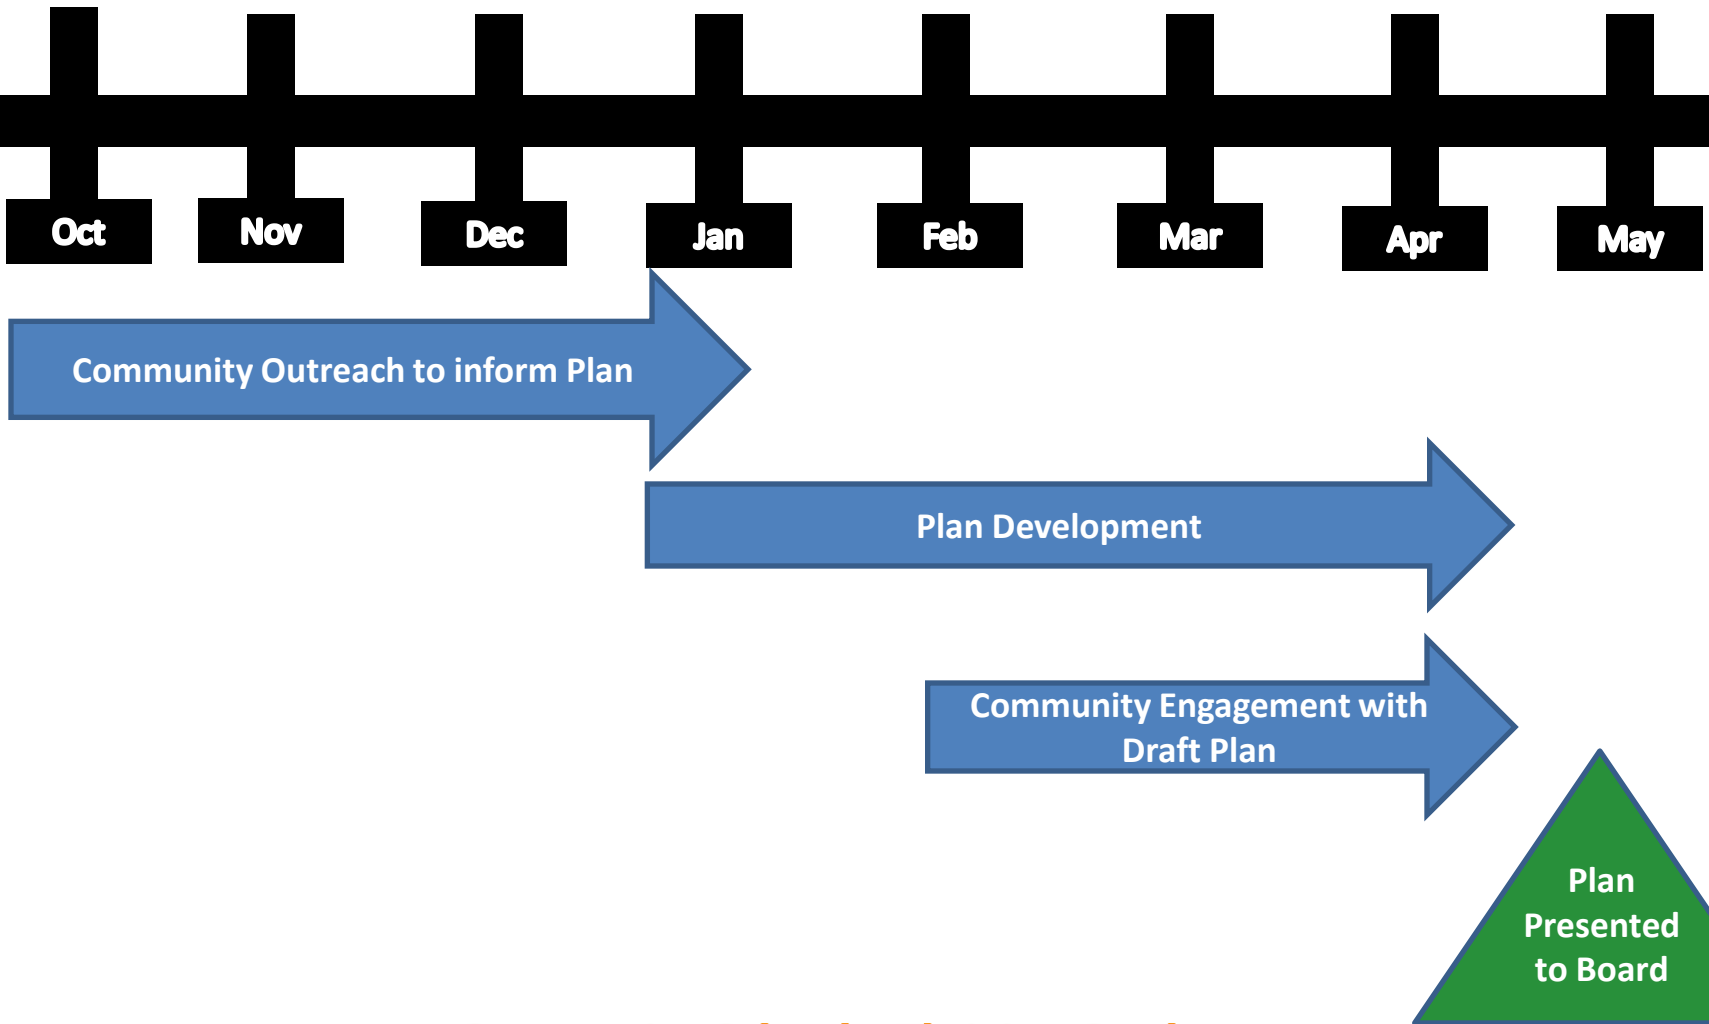 Oct Nov Dec Jan Feb Mar Apr May
Community Outreach to inform Plan
Plan Development
Community Engagement with
Draft Plan
Plan
Presented
to Board